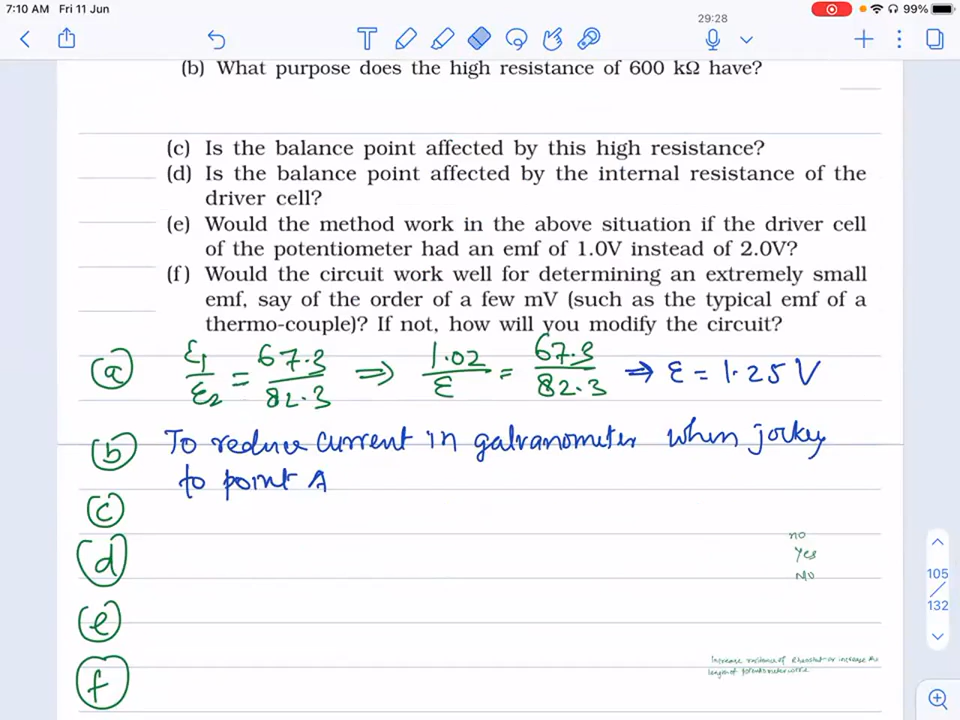 7:10 AM Fri 11 Jun
99%
29:28
T
(b) What purpose does the high resistance of 600 kΩ have?
(c) Is the balance point affected by this high resistance?
(d) Is the balance point affected by the internal resistance of the
driver cell?
(e) Would the method work in the above situation if the driver cell
of the potentiometer had an emf of 1.0V instead of 2.0V?
(f) Would the circuit work well for determining an extremely small
emf, say of the order of a few mV (such as the typical emf of a
thermo-couple)? If not, how will you modify the circuit?
(a) ε1/ε2 = 67.3/82.3 ⇒ 1.02/ε = 67.3/82.3 ⇒ ε = 1.25 V
(b) To reduce current in galvanometer when jockey
to point A
(c)
no
(d)
Yes
No
(e)
105
/
132
Increase resistance of Rheostat or increase the
length of potentiometer wire
(f)